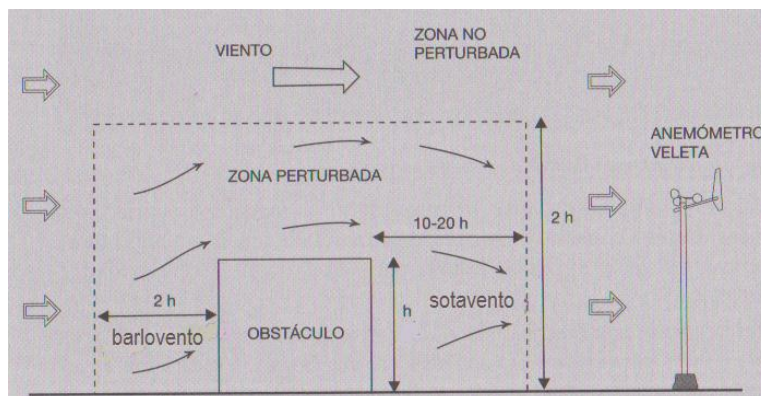 VIENTO
ZONA NO
PERTURBADA
ANEMÓMETRO
VELETA
ZONA PERTURBADA
10-20 h
2 h
2 h
barlovento
OBSTÁCULO
h
sotavento